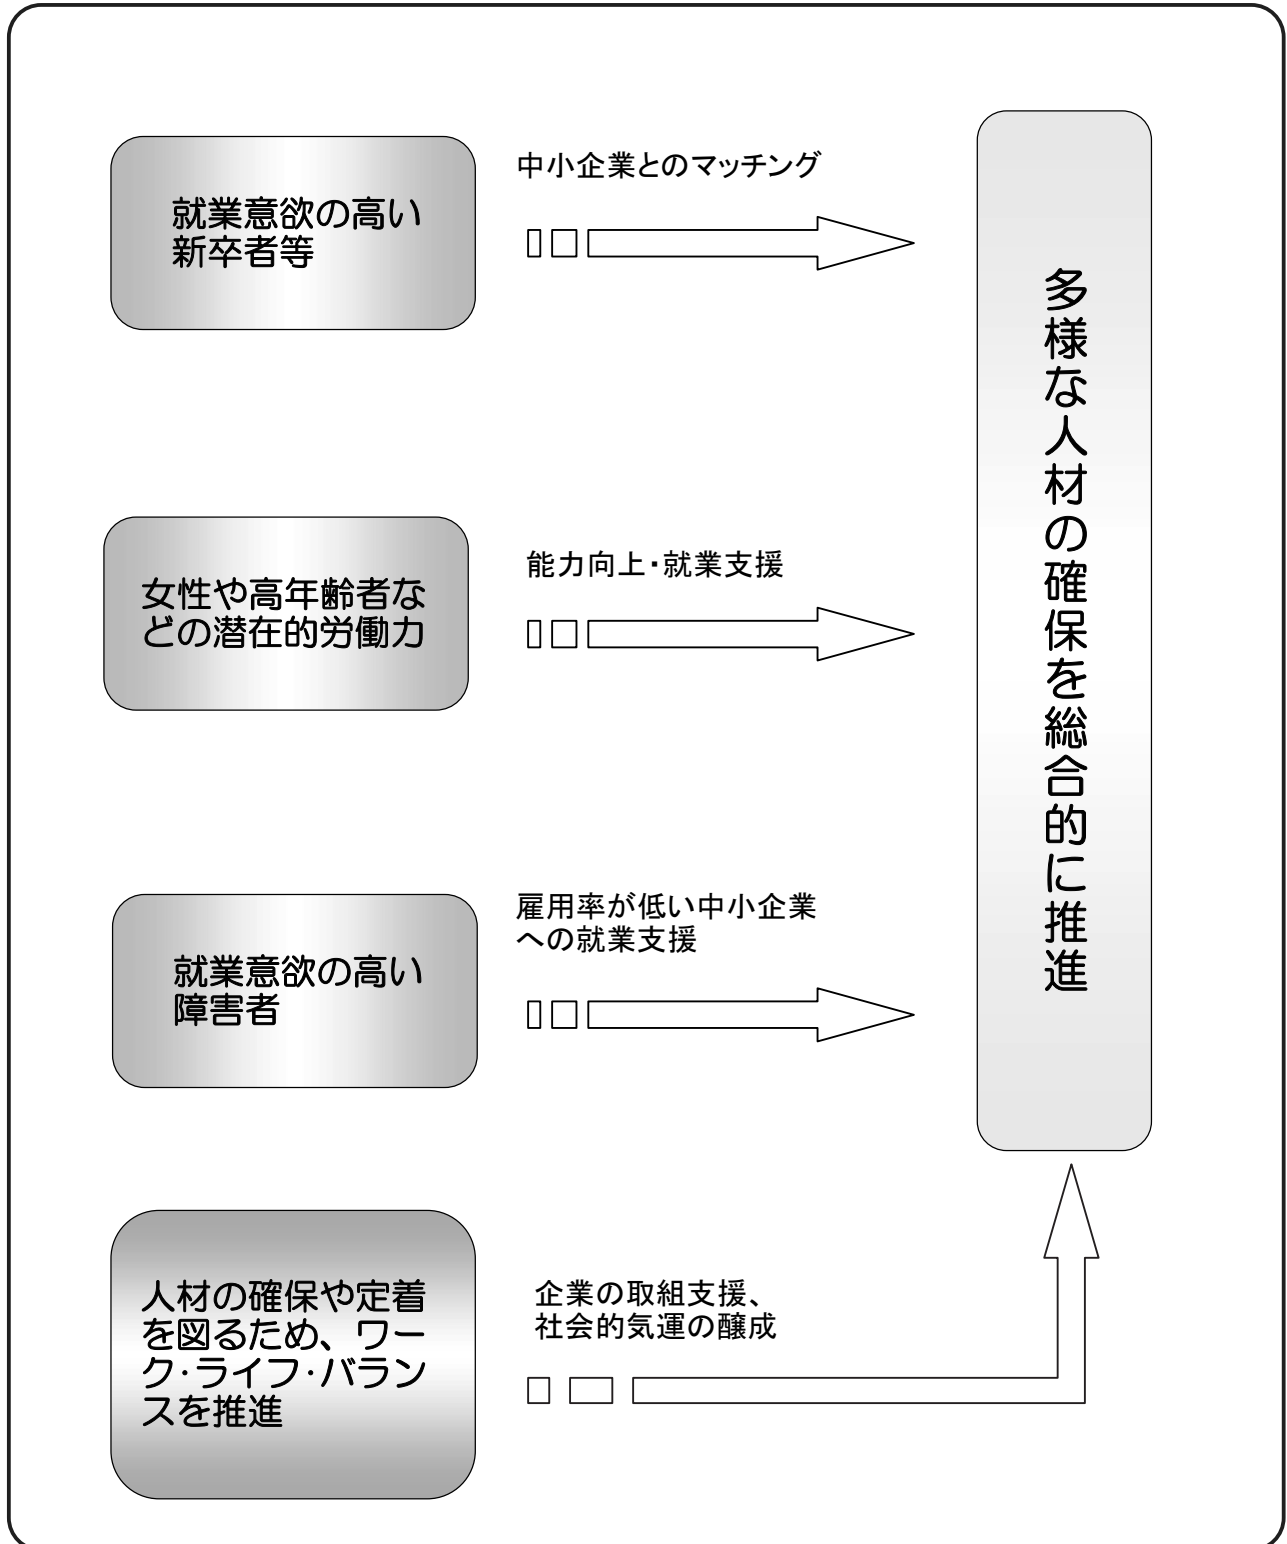 就業意欲の高い
新卒者等
中小企業とのマッチング
女性や高年齢者な
どの潜在的労働力
能力向上・就業支援
就業意欲の高い
障害者
雇用率が低い中小企業
への就業支援
人材の確保や定着
を図るため、ワー
ク・ライフ・バラン
スを推進
企業の取組支援、
社会的気運の醸成
多様な人材の確保を総合的に推進